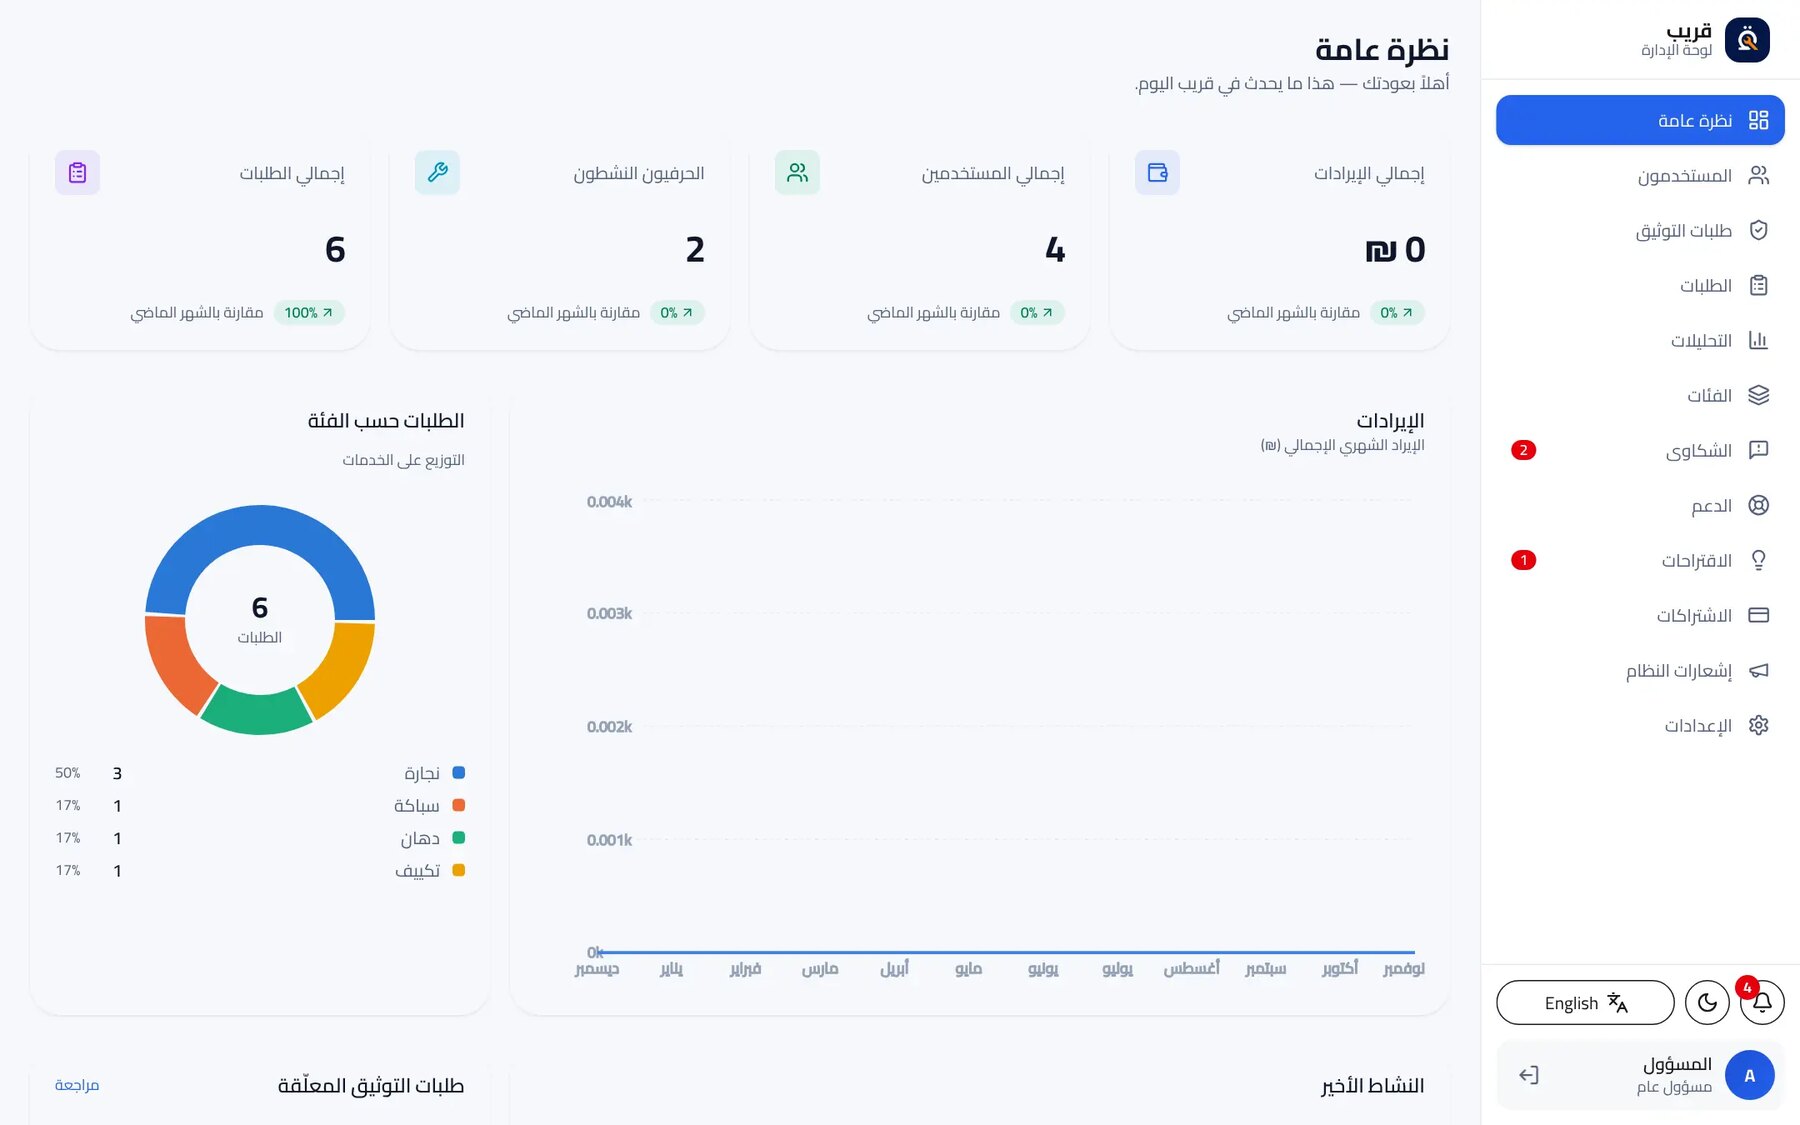 قريب
لوحة الإدارة
نظرة عامة
المستخدمون
طلبات التوثيق
الطلبات
التحليلات
الفئات
الشكاوى
2
الدعم
الاقتراحات
1
الاشتراكات
إشعارات النظام
الإعدادات
4
English
A
المسؤول
مسؤول عام
نظرة عامة
أهلاً بعودتك — هذا ما يحدث في قريب اليوم.
إجمالي الإيرادات
0 ₪
0% مقارنة بالشهر الماضي
إجمالي المستخدمين
4
0% مقارنة بالشهر الماضي
الحرفيون النشطون
2
0% مقارنة بالشهر الماضي
إجمالي الطلبات
6
100% مقارنة بالشهر الماضي
الإيرادات
الإيراد الشهري الإجمالي (₪)
0.004k
0.003k
0.002k
0.001k
0k
نوفمبر أكتوبر سبتمبر أغسطس يوليو يونيو مايو أبريل مارس فبراير يناير ديسمبر
الطلبات حسب الفئة
التوزيع على الخدمات
6
الطلبات
نجارة 3 50%
سباكة 1 17%
دهان 1 17%
تكييف 1 17%
النشاط الأخير
طلبات التوثيق المعلّقة
مراجعة